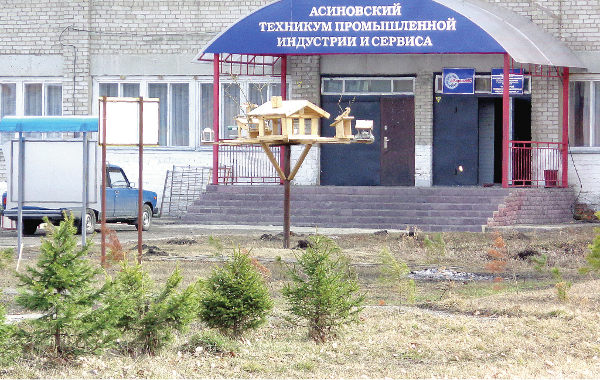 АСИНОВСКИЙ
ТЕХНИКУМ ПРОМЫШЛЕННОЙ
ИНДУСТРИИ И СЕРВИСА